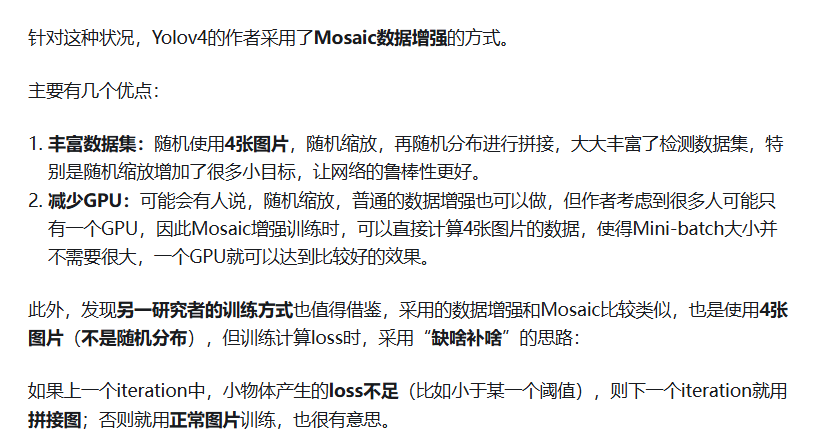 针对这种状况，Yolov4的作者采用了Mosaic数据增强的方式。
主要有几个优点：
1. 丰富数据集：随机使用4张图片，随机缩放，再随机分布进行拼接，大大丰富了检测数据集，特
别是随机缩放增加了很多小目标，让网络的鲁棒性更好。
2. 减少GPU：可能会有人说，随机缩放，普通的数据增强也可以做，但作者考虑到很多人可能只
有一个GPU，因此Mosaic增强训练时，可以直接计算4张图片的数据，使得Mini-batch大小并
不需要很大，一个GPU就可以达到比较好的效果。
此外，发现另一研究者的训练方式也值得借鉴，采用的数据增强和Mosaic比较类似，也是使用4张
图片（不是随机分布），但训练计算loss时，采用“缺啥补啥”的思路：
如果上一个iteration中，小物体产生的loss不足（比如小于某一个阈值），则下一个iteration就用
拼接图；否则就用正常图片训练，也很有意思。